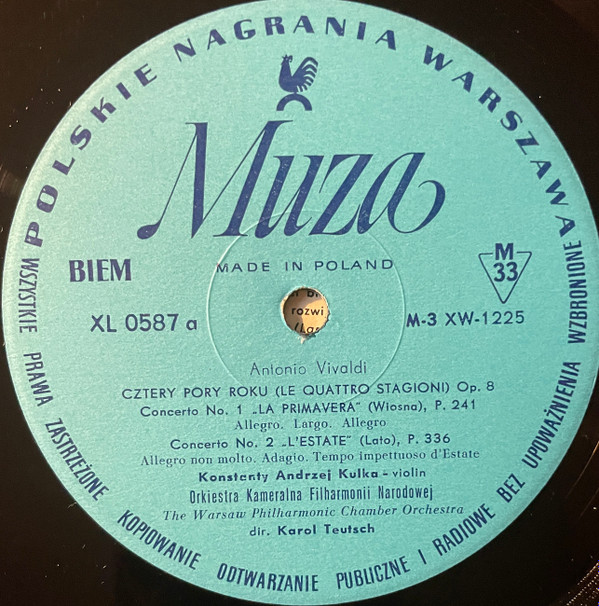 POLSKIE NAGRANIA WARSZAWA
Muza
BIEM
MADE IN POLAND
M
33
XL 0587 a
rozwi
M-3 XW-1225
Antonio Vivaldi
CZTERY PORY ROKU (LE QUATTRO STAGIONI) Op. 8
Concerto No. 1 „LA PRIMAVERA" (Wiosna), P. 241
Allegro. Largo. Allegro
Concerto No. 2 „L'ESTATE" (Lato), P. 336
Allegro non molto. Adagio. Tempo impettuoso d'Estate
Konstenty Andrzej Kulka - violin
Orkiestra Kameralna Filharmonii Narodowej
The Warsaw Philharmonic Chamber Orchestra
dir. Karol Teutsch
WSZYSTKIE PRAWA ZASTRZEŻONE KOPIOWANIE ODTWARZANIE PUBLICZNE I RADIOWE BEZ UPOWAŻNIENIA WZBRONIONE